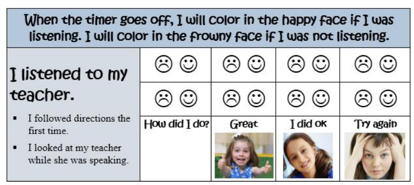 When the timer goes off, I will color in the happy face if I was
listening. I will color in the frowny face if I was not listening.
I listened to my
teacher.
I followed directions the
first time.
I looked at my teacher
while she was speaking.
How did I do?
Great
I did ok
Try again